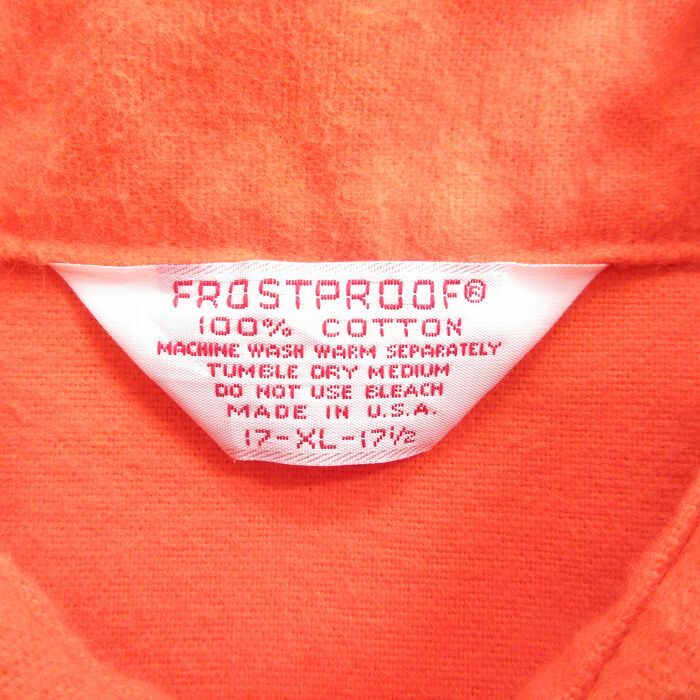 FROSTPROOF®
100% COTTON
MACHINE WASH WARM SEPARATELY
TUMBLE DRY MEDIUM
DO NOT USE BLEACH
MADE IN U.S.A.
17-XL-17½